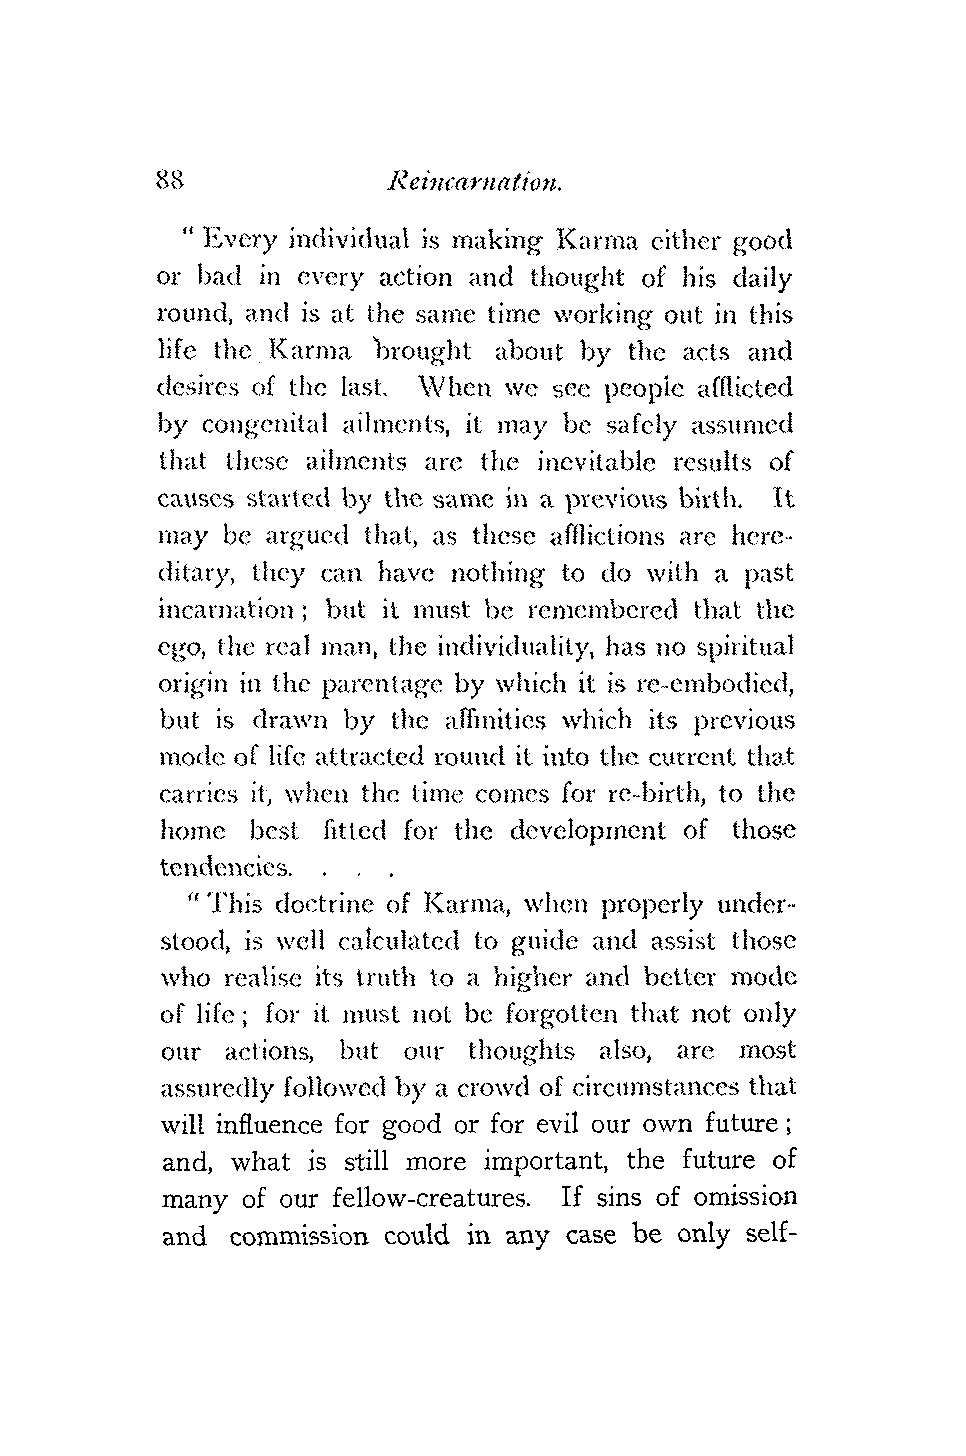 88 Reincarnation.
" Every individual is making Karma either good
or bad in every action and thought of his daily
round, and is at the same time working out in this
life the Karma brought about by the acts and
desires of the last. When we see people afflicted
by congenital ailments, it may be safely assumed
that these ailments are the inevitable results of
causes started by the same in a previous birth. It
may be argued that, as these afflictions are here-
ditary, they can have nothing to do with a past
incarnation ; but it must be remembered that the
ego, the real man, the individuality, has no spiritual
origin in the parentage by which it is re-embodied,
but is drawn by the affinities which its previous
mode of life attracted round it into the current that
carries it, when the time comes for re-birth, to the
home best fitted for the development of those
tendencies. . . .
" This doctrine of Karma, when properly under-
stood, is well calculated to guide and assist those
who realise its truth to a higher and better mode
of life ; for it must not be forgotten that not only
our actions, but our thoughts also, are most
assuredly followed by a crowd of circumstances that
will influence for good or for evil our own future ;
and, what is still more important, the future of
many of our fellow-creatures. If sins of omission
and commission could in any case be only self-